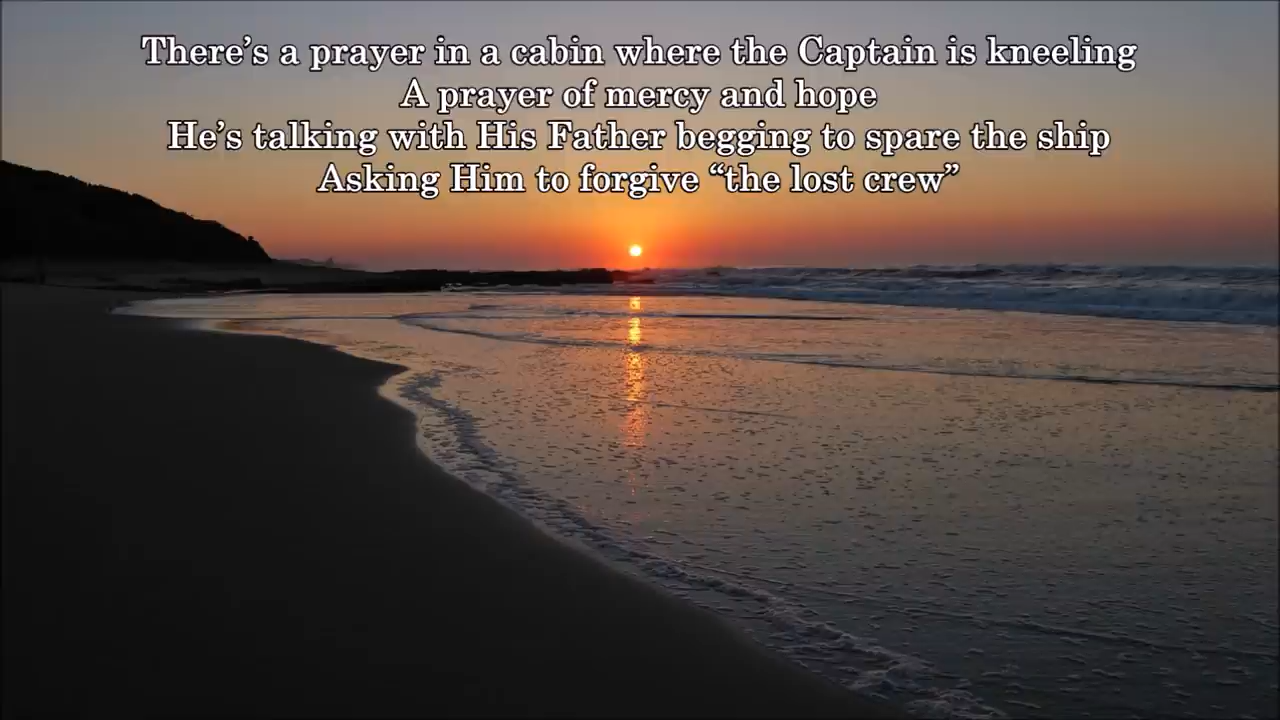 There’s a prayer in a cabin where the Captain is kneeling
A prayer of mercy and hope
He’s talking with His Father begging to spare the ship
Asking Him to forgive “the lost crew”